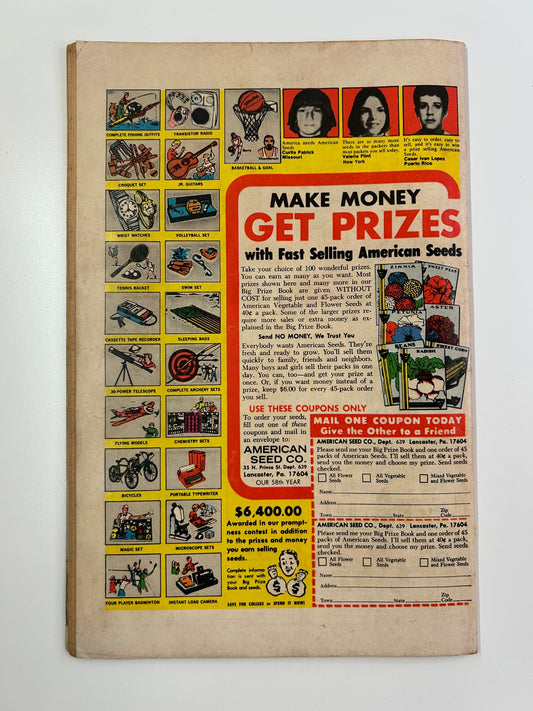 COMPLETE FISHING OUTFITS
TRANSISTOR RADIO
BASKETBALL & GOAL
CROQUET SET
JR. GUITARS
WRIST WATCHES
VOLLEYBALL SET
TENNIS RACKET
SWIM SET
CASSETTE TAPE RECORDER
SLEEPING BAGS
30-POWER TELESCOPE
COMPLETE ARCHERY SETS
FLYING MODELS
CHEMISTRY SETS
BICYCLES
PORTABLE TYPEWRITER
MAGIC SET
MICROSCOPE SETS
FOUR PLAYER BADMINTON
INSTANT LOAD CAMERA
America needs American
Seeds
Curtis Patrick
Missouri
There are so many more
seeds in the packets than
most packets you sell today.
Valerie Flint
New York
It's easy to order, easy to
sell, and it's easy to win
a prize selling American
Seeds.
Cesar Ivan Lopez
Puerto Rico
MAKE MONEY
GET PRIZES
with Fast Selling American Seeds
Take your choice of 100 wonderful prizes.
You can earn as many as you want. Most
prizes shown here and many more in our
Big Prize Book are given WITHOUT
COST for selling just one 45-pack order of
American Vegetable and Flower Seeds at
40¢ a pack. Some of the larger prizes re-
quire more sales or extra money as ex-
plained in the Big Prize Book.
Send NO MONEY, We Trust You
Everybody wants American Seeds. They're
fresh and ready to grow. You'll sell them
quickly to family, friends and neighbors.
Many boys and girls sell their packs in one
day. You can, too—and get your prize at
once. Or, if you want money instead of a
prize, keep $6.00 for every 45-pack order
you sell.
ZINNIA
SWEET PEAS
PETUNIA
ASTER
BEANS
RADISH
SWEET CORN
USE THESE COUPONS ONLY
To order your seeds,
fill out one of these
coupons and mail in
an envelope to:
AMERICAN
SEED CO.
35 N. Prince St. Dept. 639
Lancaster, Pa. 17604
OUR 58th YEAR
$6,400.00
Awarded in our prompt-
ness contest in addition
to the prizes and money
you earn selling
seeds.
Complete informa-
tion is sent
with your Big
Prize Book
and seeds.
$ $
SAVE FOR COLLEGE or SPEND IT NOW!
MAIL ONE COUPON TODAY
Give the Other to a Friend
AMERICAN SEED CO., Dept. 639 Lancaster, Pa. 17604
Please send me your Big Prize Book and one order of 45
packs of American Seeds. I'll sell them at 40¢ a pack,
send you the money and choose my prize. Send seeds
checked.
All Flower
Seeds
All Vegetable
Seeds
Mixed Vegetable
and Flower Seeds
Name
Address
Town State Zip Code
AMERICAN SEED CO., Dept. 639 Lancaster, Pa. 17604
Please send me your Big Prize Book and one order of 45
packs of American Seeds. I'll sell them at 40¢ a pack,
send you the money and choose my prize. Send seeds
checked.
All Flower
Seeds
All Vegetable
Seeds
Mixed Vegetable
and Flower Seeds
Name
Address
Town State Zip Code